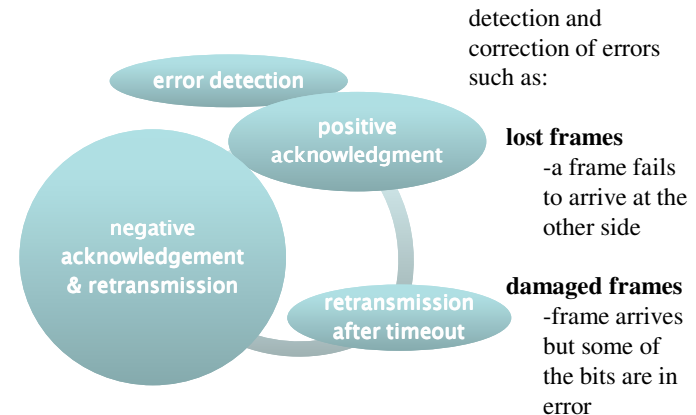 error detection
positive
acknowledgment
negative
acknowledgement
& retransmission
retransmission
after timeout
detection and
correction of errors
such as:
lost frames
-a frame fails
to arrive at the
other side
damaged frames
-frame arrives
but some of
the bits are in
error